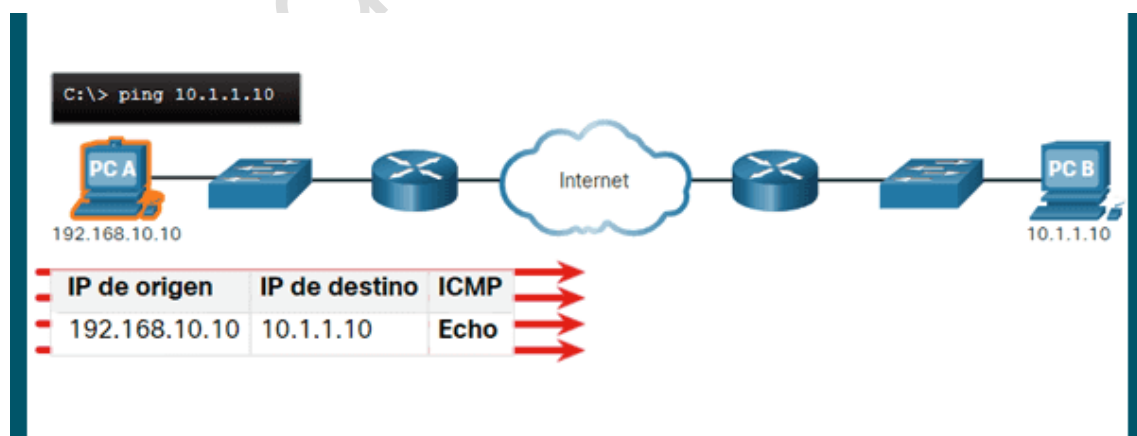 C:\> ping 10.1.1.10
PC A
Internet
PC B
192.168.10.10
10.1.1.10
IP de origen IP de destino ICMP
192.168.10.10 10.1.1.10 Echo